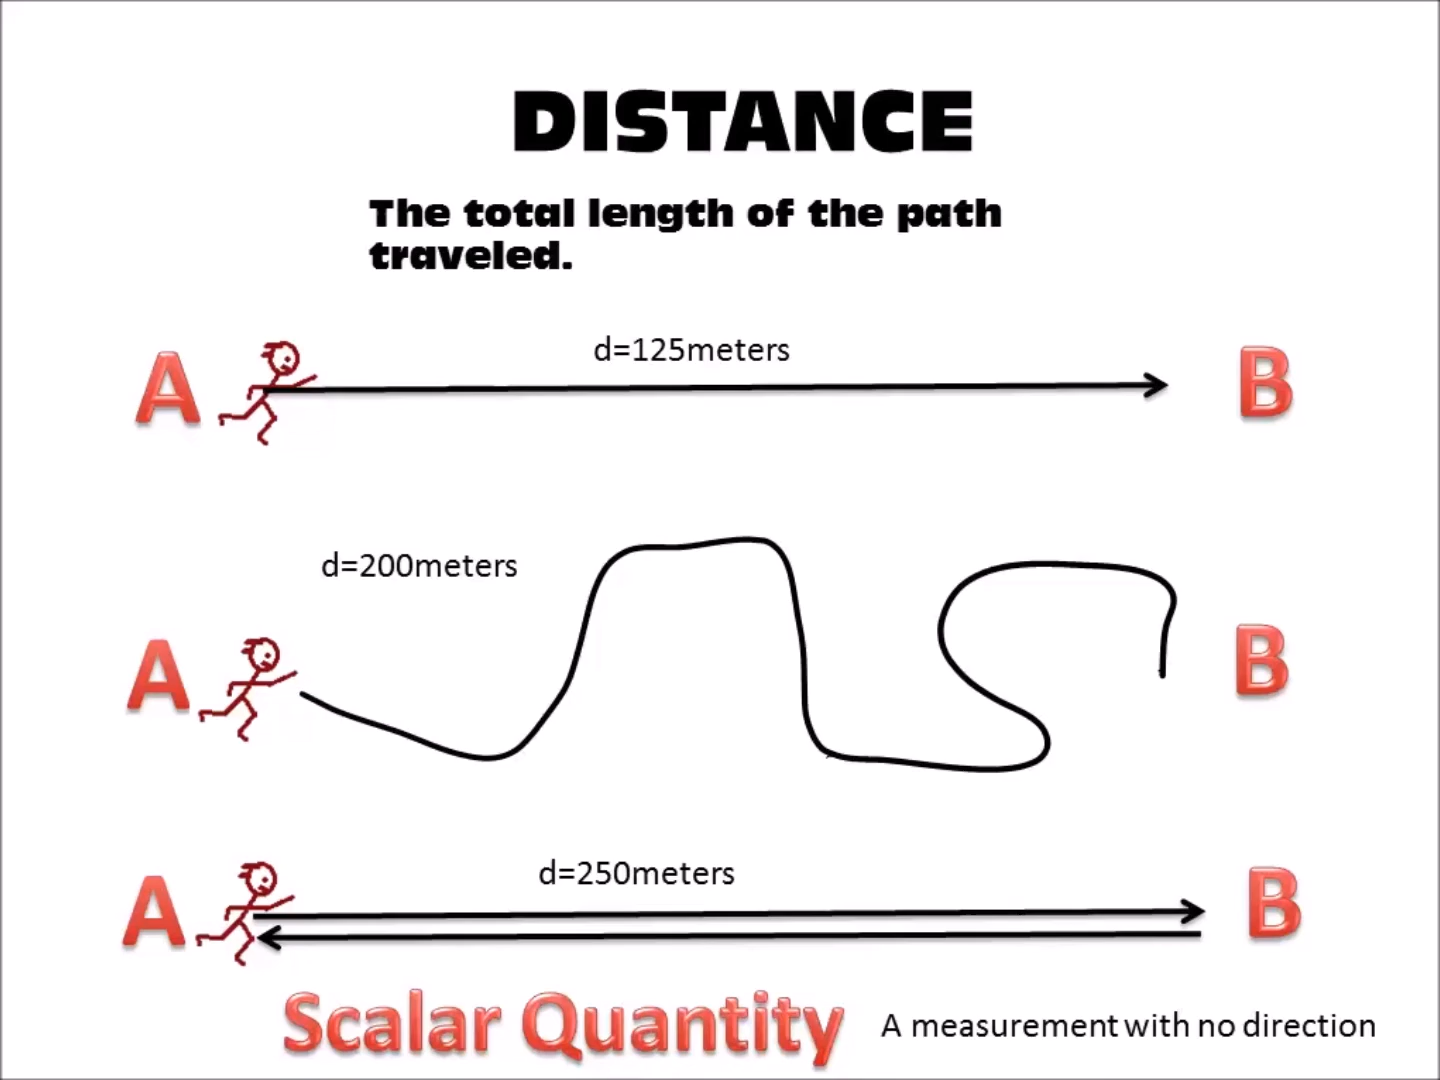 DISTANCE
The total length of the path
traveled.
d=125meters
A B
d=200meters
A B
d=250meters
A B
Scalar Quantity A measurement with no direction